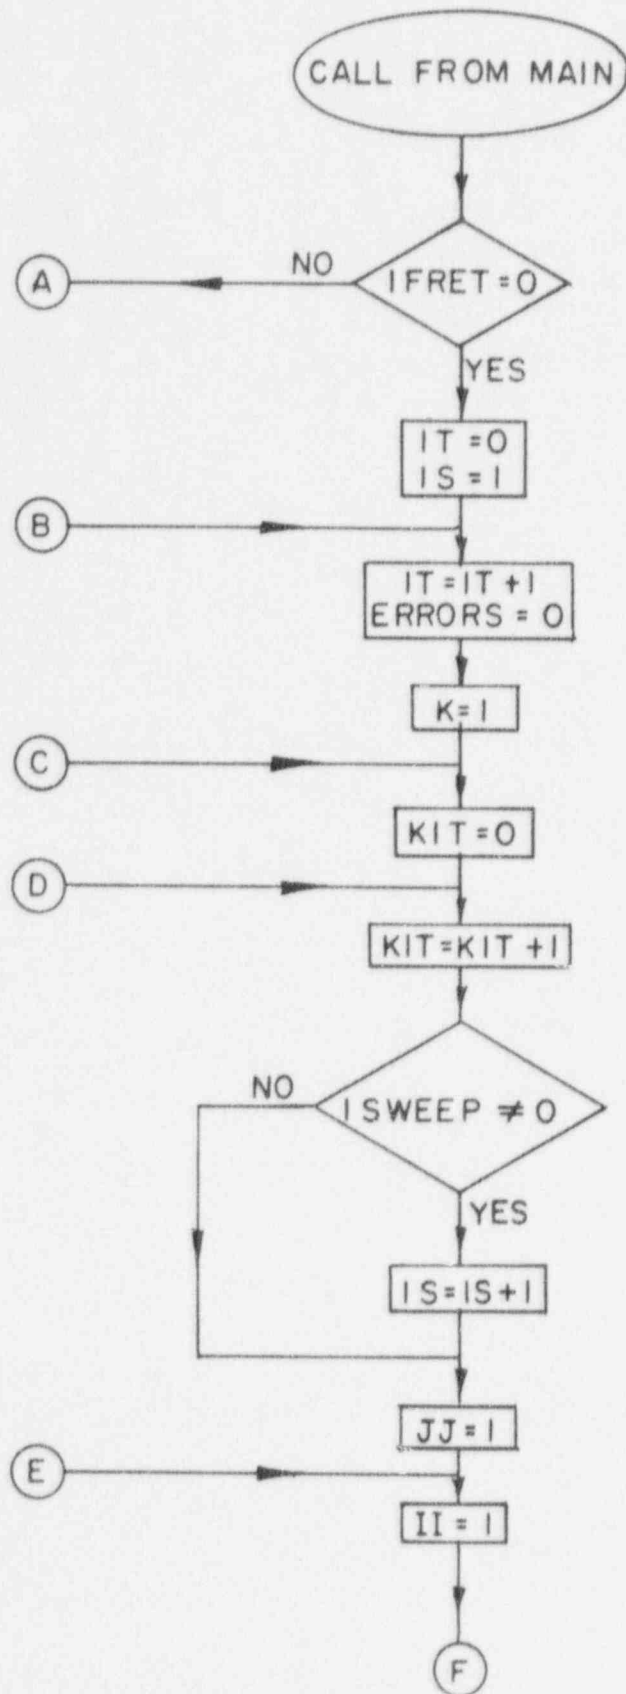 CALL FROM MAIN
A
NO
IFRET=0
YES
IT=0
IS=1
B
IT=IT+1
ERRORS=0
K=1
C
KIT=0
D
KIT=KIT+1
NO
ISWEEP≠0
YES
IS=IS+1
JJ=1
E
II=1
F